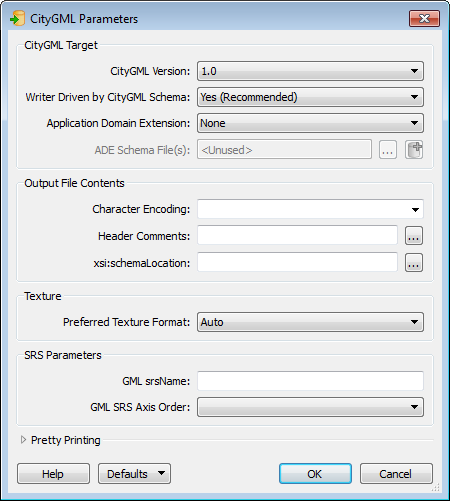 CityGML Parameters
CityGML Target
CityGML Version: 1.0
Writer Driven by CityGML Schema: Yes (Recommended)
Application Domain Extension: None
ADE Schema File(s): <Unused> ...
Output File Contents
Character Encoding:
Header Comments: ...
xsi:schemaLocation: ...
Texture
Preferred Texture Format: Auto
SRS Parameters
GML srsName:
GML SRS Axis Order:
Pretty Printing
Help Defaults OK Cancel